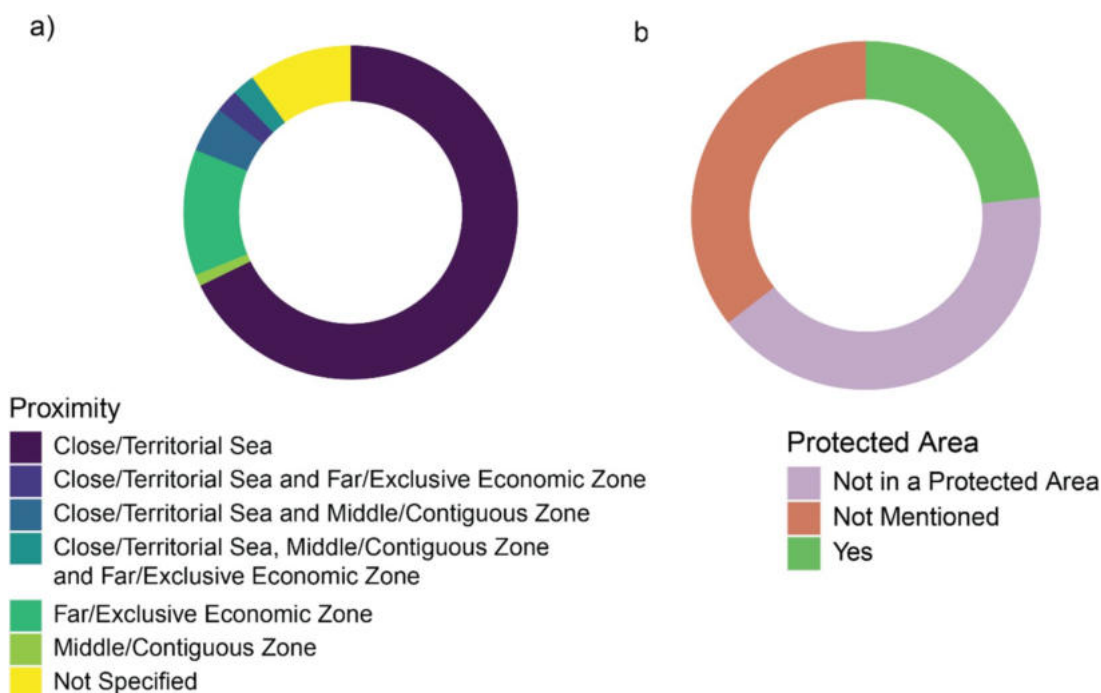 a)
b
Proximity
Close/Territorial Sea
Close/Territorial Sea and Far/Exclusive Economic Zone
Close/Territorial Sea and Middle/Contiguous Zone
Close/Territorial Sea, Middle/Contiguous Zone
and Far/Exclusive Economic Zone
Far/Exclusive Economic Zone
Middle/Contiguous Zone
Not Specified
Protected Area
Not in a Protected Area
Not Mentioned
Yes